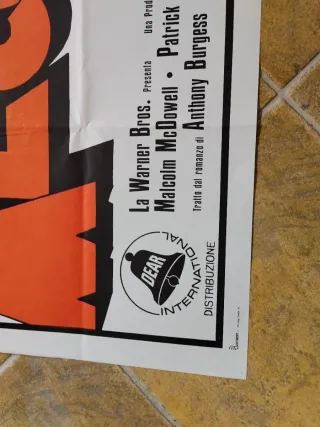 La Warner Bros. Presenta Una Prod
Malcolm McDowell • Patrick
Tratto dal romanzo di Anthony Burgess
DEAR
INTERNATIONAL
DISTRIBUZIONE